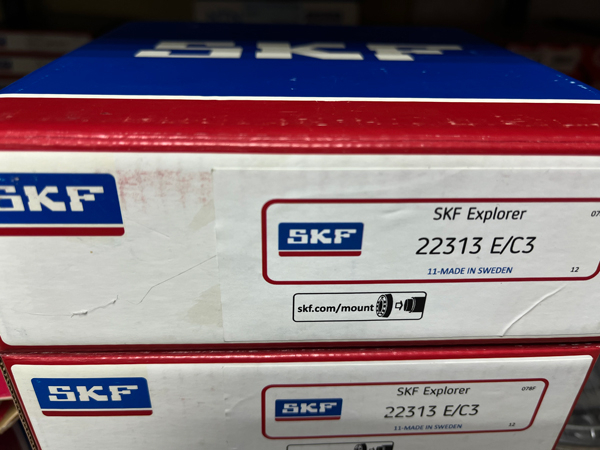 SKF
SKF
SKF Explorer
SKF
22313 E/C3
11-MADE IN SWEDEN
12
skf.com/mount
SKF
SKF Explorer
078F
SKF
22313 E/C3
11-MADE IN SWEDEN
12